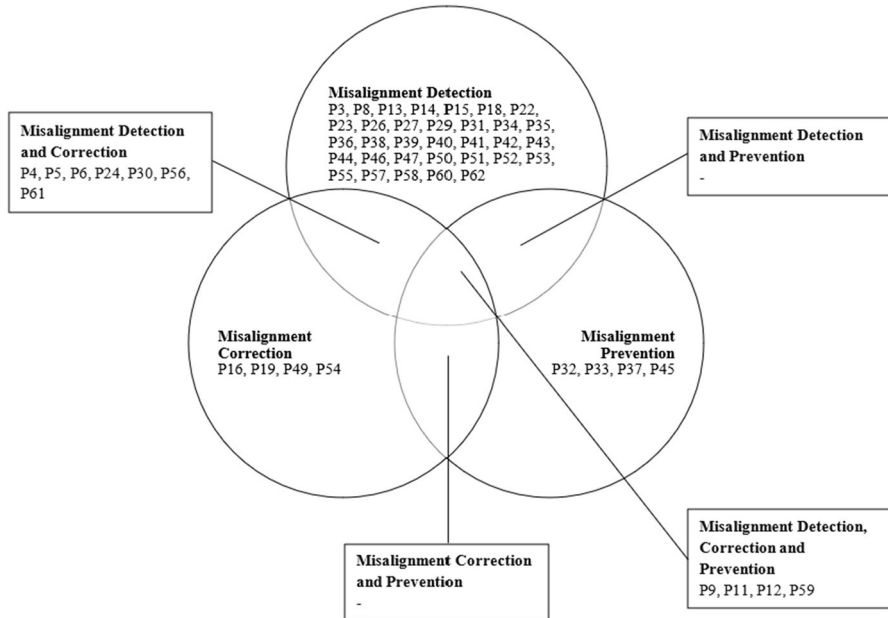 Misalignment Detection
P3, P8, P13, P14, P15, P18, P22,
P23, P26, P27, P29, P31, P34, P35,
P36, P38, P39, P40, P41, P42, P43,
P44, P46, P47, P50, P51, P52, P53,
P55, P57, P58, P60, P62
Misalignment Detection
and Correction
P4, P5, P6, P24, P30, P56,
P61
Misalignment Detection
and Prevention
-
Misalignment
Correction
P16, P19, P49, P54
Misalignment
Prevention
P32, P33, P37, P45
Misalignment Correction
and Prevention
-
Misalignment Detection,
Correction and
Prevention
P9, P11, P12, P59